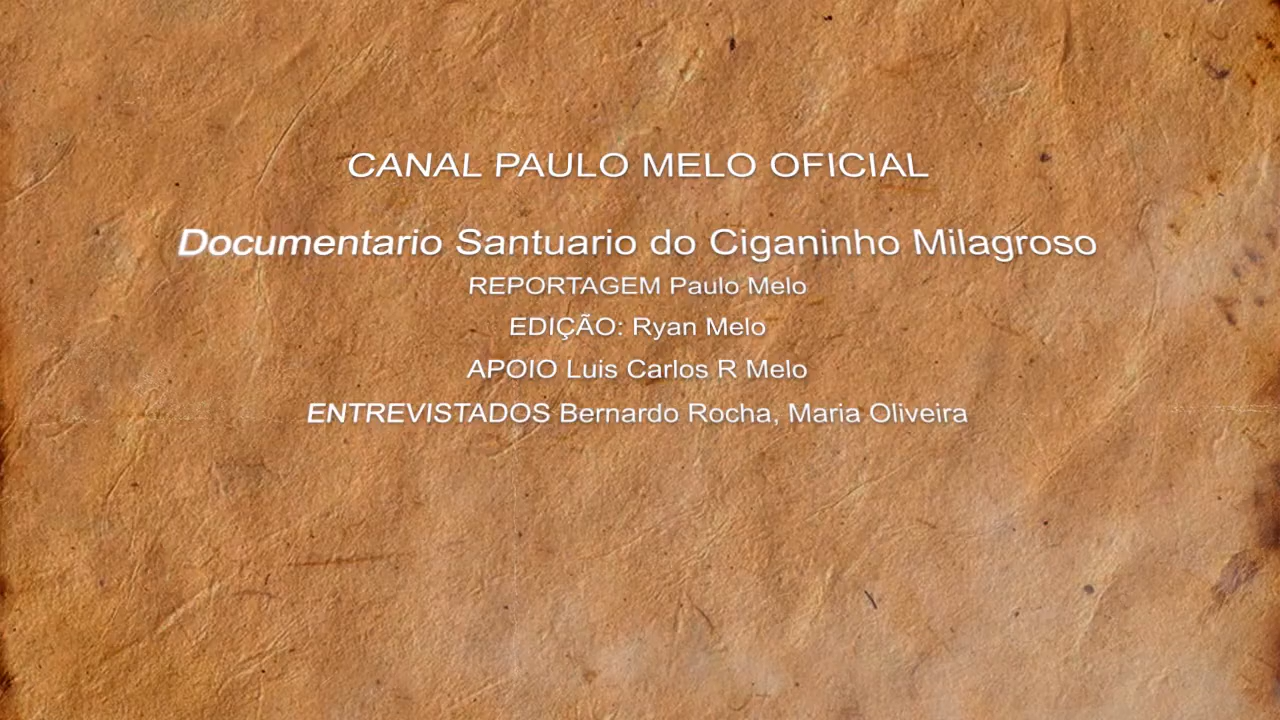 CANAL PAULO MELO OFICIAL
Documentario Santuario do Ciganinho Milagroso
REPORTAGEM Paulo Melo
EDIÇÃO: Ryan Melo
APOIO Luis Carlos R Melo
ENTREVISTADOS Bernardo Rocha, Maria Oliveira